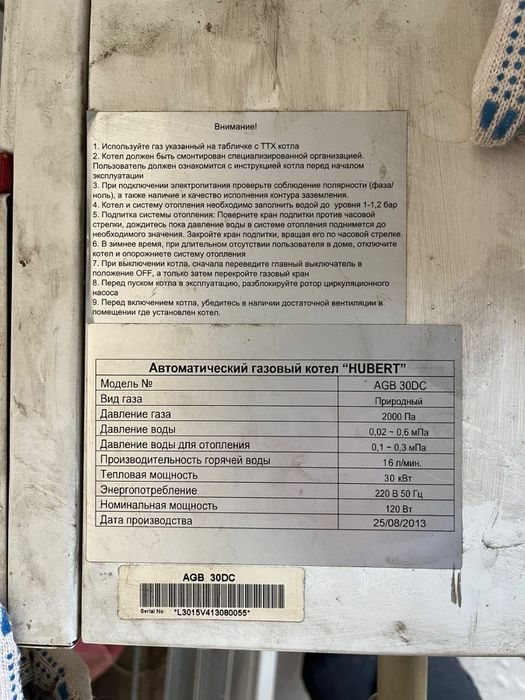 Внимание!
1. Используйте газ указанный на табличке с ТТХ котла
2. Котел должен быть смонтирован специализированной организацией.
Пользователь должен ознакомится с инструкцией котла перед началом
эксплуатации
3. При подключении электропитания проверьте соблюдение полярности (фаза/
ноль), а также наличие и качество исполнения контура заземления.
4. Котел и систему отопления необходимо заполнить водой до уровня 1-1,2 бар
5. Подпитка системы отопления: Поверните кран подпитки против часовой
стрелки, дождитесь пока давление воды в системе отопления поднимется до
необходимого значения. Закройте кран подпитки, вращая его по часовой стрелке.
6. В зимнее время, при длительном отсутствии пользователя в доме, отключите
котел и опорожниете систему отопления
7. При выключении котла, сначала переведите главный выключатель в
положение OFF, а только затем перекройте газовый кран
8. Перед пуском котла в эксплуатацию, разблокируйте ротор циркуляционного
насоса
9. Перед включением котла, убедитесь в наличии достаточной вентиляции в
помещении где установлен котел.
Автоматический газовый котел "HUBERT"
Модель № AGB 30DC
Вид газа Природный
Давление газа 2000 Па
Давление воды 0,02 ~ 0,6 мПа
Давление воды для отопления 0,1 ~ 0,3 мПа
Производительность горячей воды 16 л/мин.
Тепловая мощность 30 кВт
Энергопотребление 220 В 50 Гц
Номинальная мощность 120 Вт
Дата производства 25/08/2013
AGB 30DC
Serial No: *L3015V413080055*